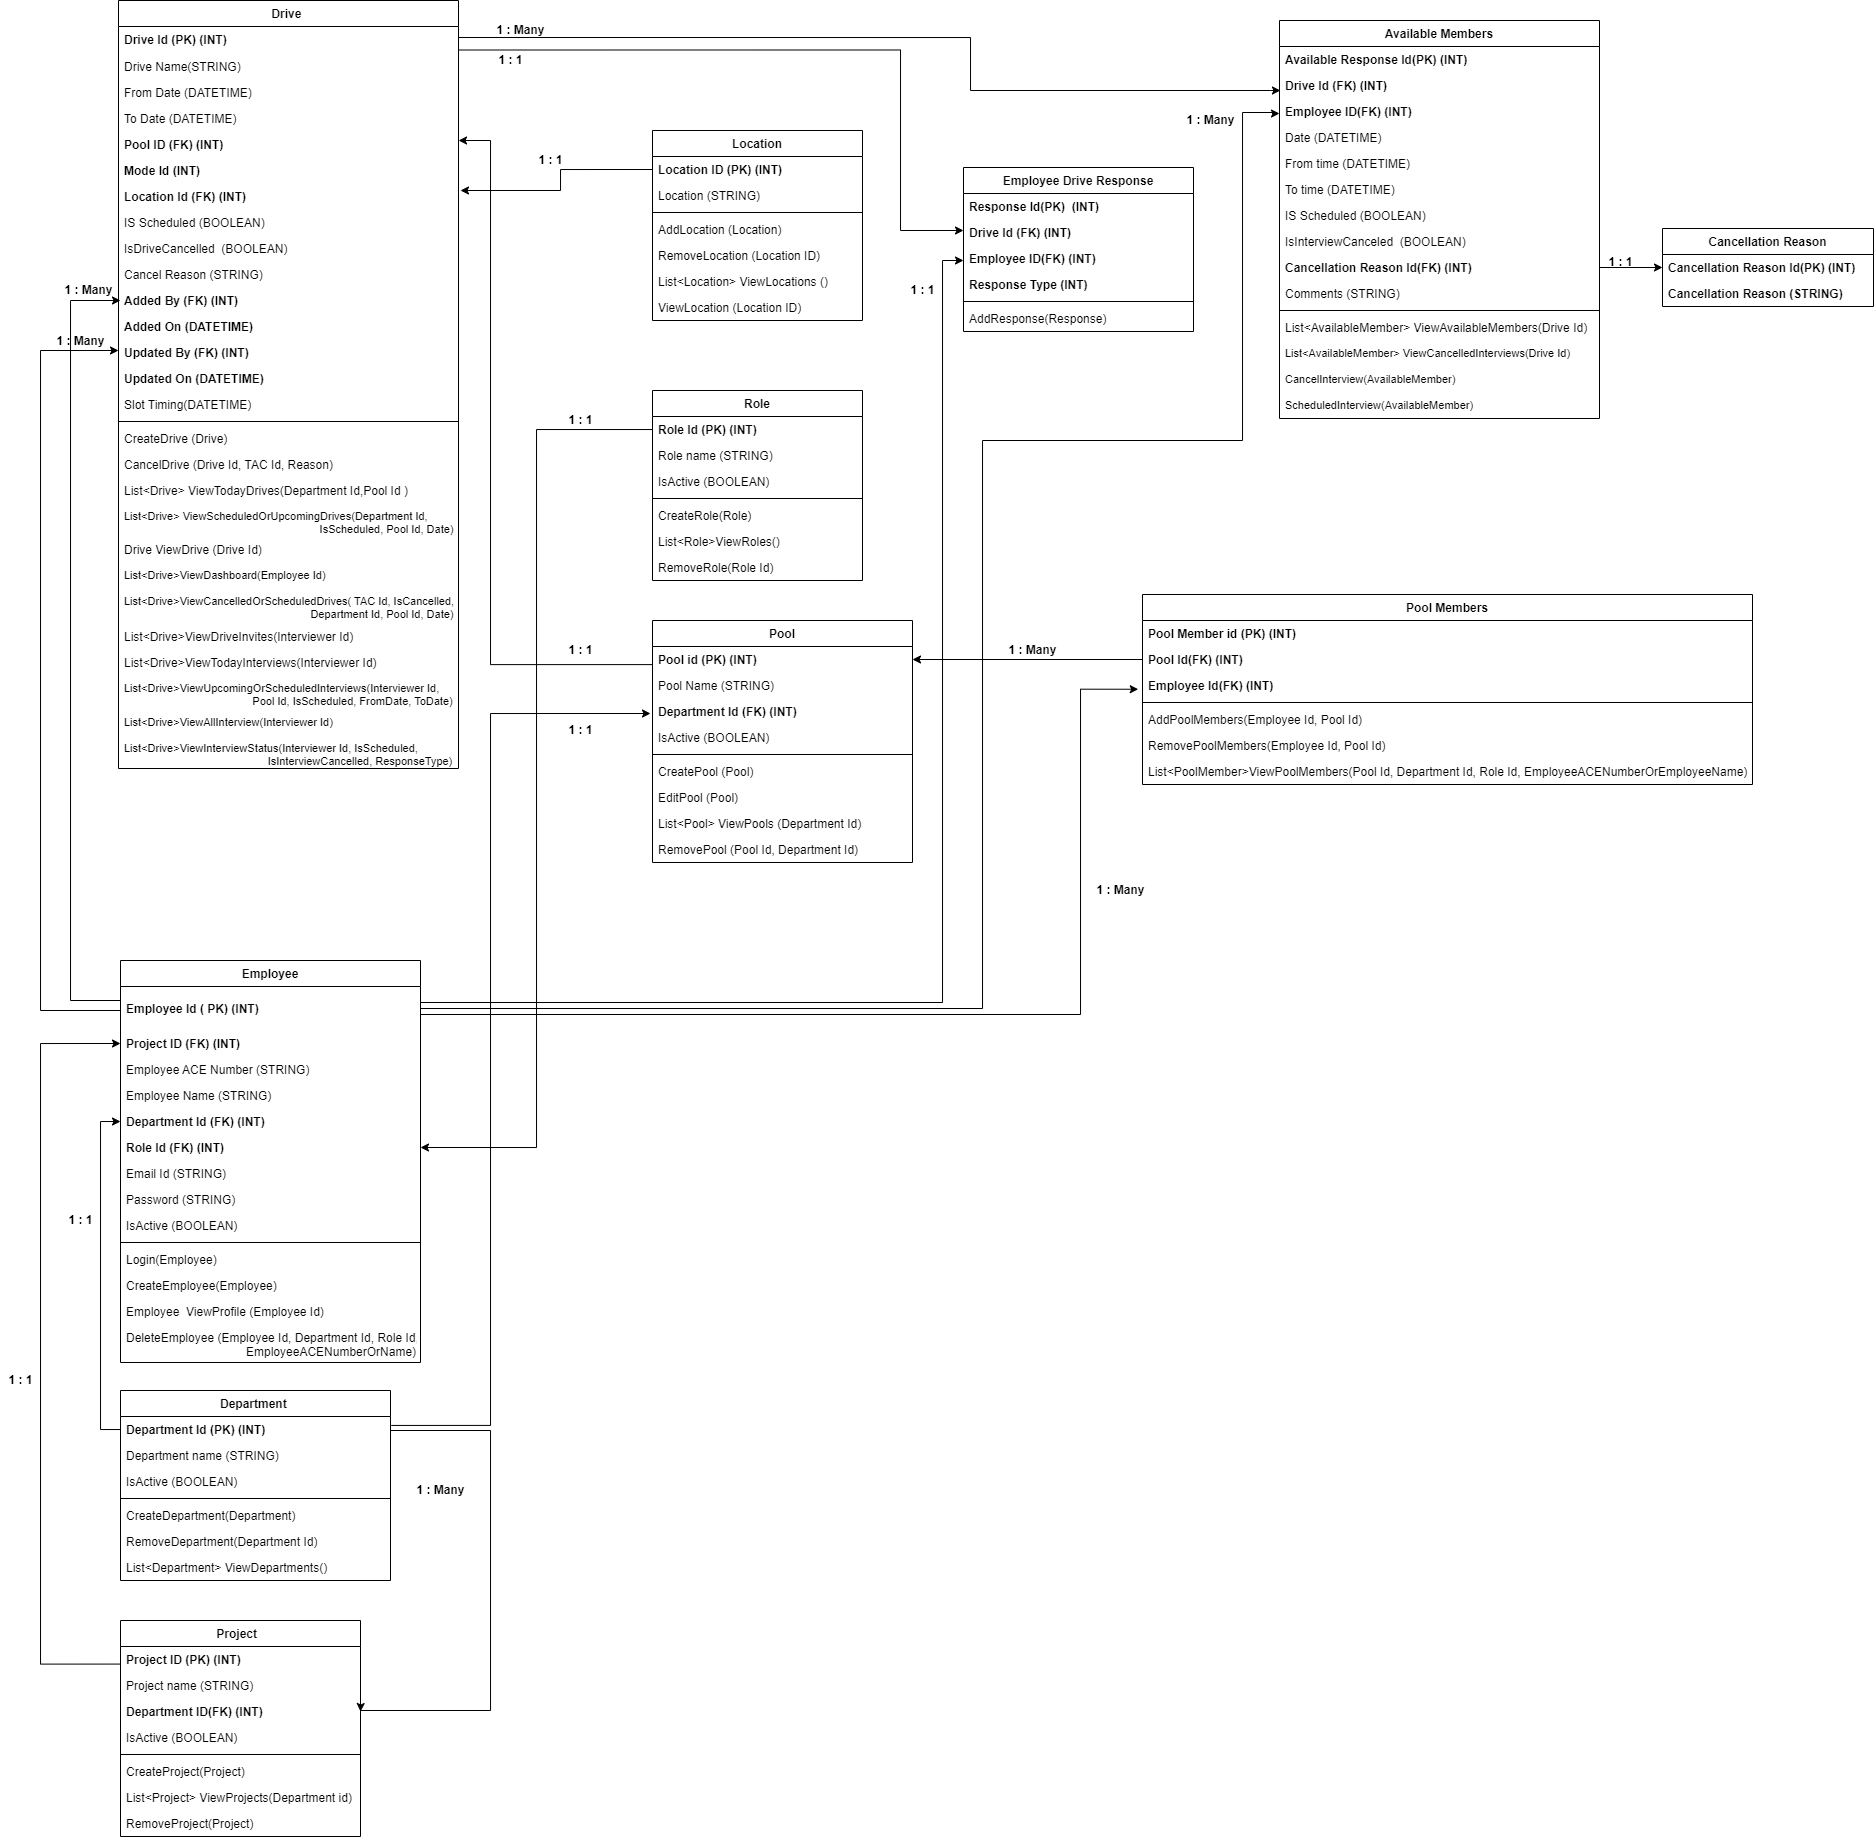 Drive
Drive Id (PK) (INT)
Drive Name(STRING)
From Date (DATETIME)
To Date (DATETIME)
Pool ID (FK) (INT)
Mode Id (INT)
Location Id (FK) (INT)
IS Scheduled (BOOLEAN)
IsDriveCancelled  (BOOLEAN)
Cancel Reason (STRING)
Added By (FK) (INT)
Added On (DATETIME)
Updated By (FK) (INT)
Updated On (DATETIME)
Slot Timing(DATETIME)
CreateDrive (Drive)
CancelDrive (Drive Id, TAC Id, Reason)
List<Drive> ViewTodayDrives(Department Id,Pool Id )
List<Drive> ViewScheduledOrUpcomingDrives(Department Id,
IsScheduled, Pool Id, Date)
Drive ViewDrive (Drive Id)
List<Drive>ViewDashboard(Employee Id)
List<Drive>ViewCancelledOrScheduledDrives( TAC Id, IsCancelled,
Department Id, Pool Id, Date)
List<Drive>ViewDriveInvites(Interviewer Id)
List<Drive>ViewTodayInterviews(Interviewer Id)
List<Drive>ViewUpcomingOrScheduledInterviews(Interviewer Id,
Pool Id, IsScheduled, FromDate, ToDate)
List<Drive>ViewAllInterview(Interviewer Id)
List<Drive>ViewInterviewStatus(Interviewer Id, IsScheduled,
IsInterviewCancelled, ResponseType)
1 : Many
1 : 1
1 : Many
1 : Many
1 : 1
Location
Location ID (PK) (INT)
Location (STRING)
AddLocation (Location)
RemoveLocation (Location ID)
List<Location> ViewLocations ()
ViewLocation (Location ID)
Employee Drive Response
Response Id(PK)  (INT)
Drive Id (FK) (INT)
Employee ID(FK) (INT)
Response Type (INT)
AddResponse(Response)
1 : 1
1 : Many
Available Members
Available Response Id(PK) (INT)
Drive Id (FK) (INT)
Employee ID(FK) (INT)
Date (DATETIME)
From time (DATETIME)
To time (DATETIME)
IS Scheduled (BOOLEAN)
IsInterviewCanceled  (BOOLEAN)
Cancellation Reason Id(FK) (INT)
Comments (STRING)
List<AvailableMember> ViewAvailableMembers(Drive Id)
List<AvailableMember> ViewCancelledInterviews(Drive Id)
CancelInterview(AvailableMember)
ScheduledInterview(AvailableMember)
1 : 1
Cancellation Reason
Cancellation Reason Id(PK) (INT)
Cancellation Reason (STRING)
1 : 1
Role
Role Id (PK) (INT)
Role name (STRING)
IsActive (BOOLEAN)
CreateRole(Role)
List<Role>ViewRoles()
RemoveRole(Role Id)
1 : 1
1 : 1
Pool
Pool id (PK) (INT)
Pool Name (STRING)
Department Id (FK) (INT)
IsActive (BOOLEAN)
CreatePool (Pool)
EditPool (Pool)
List<Pool> ViewPools (Department Id)
RemovePool (Pool Id, Department Id)
1 : Many
Pool Members
Pool Member id (PK) (INT)
Pool Id(FK) (INT)
Employee Id(FK) (INT)
AddPoolMembers(Employee Id, Pool Id)
RemovePoolMembers(Employee Id, Pool Id)
List<PoolMember>ViewPoolMembers(Pool Id, Department Id, Role Id, EmployeeACENumberOrEmployeeName)
1 : Many
Employee
Employee Id ( PK) (INT)
Project ID (FK) (INT)
Employee ACE Number (STRING)
Employee Name (STRING)
Department Id (FK) (INT)
Role Id (FK) (INT)
Email Id (STRING)
Password (STRING)
IsActive (BOOLEAN)
Login(Employee)
CreateEmployee(Employee)
Employee  ViewProfile (Employee Id)
DeleteEmployee (Employee Id, Department Id, Role Id
EmployeeACENumberOrName)
1 : 1
1 : 1
Department
Department Id (PK) (INT)
Department name (STRING)
IsActive (BOOLEAN)
CreateDepartment(Department)
RemoveDepartment(Department Id)
List<Department> ViewDepartments()
1 : Many
Project
Project ID (PK) (INT)
Project name (STRING)
Department ID(FK) (INT)
IsActive (BOOLEAN)
CreateProject(Project)
List<Project> ViewProjects(Department id)
RemoveProject(Project)